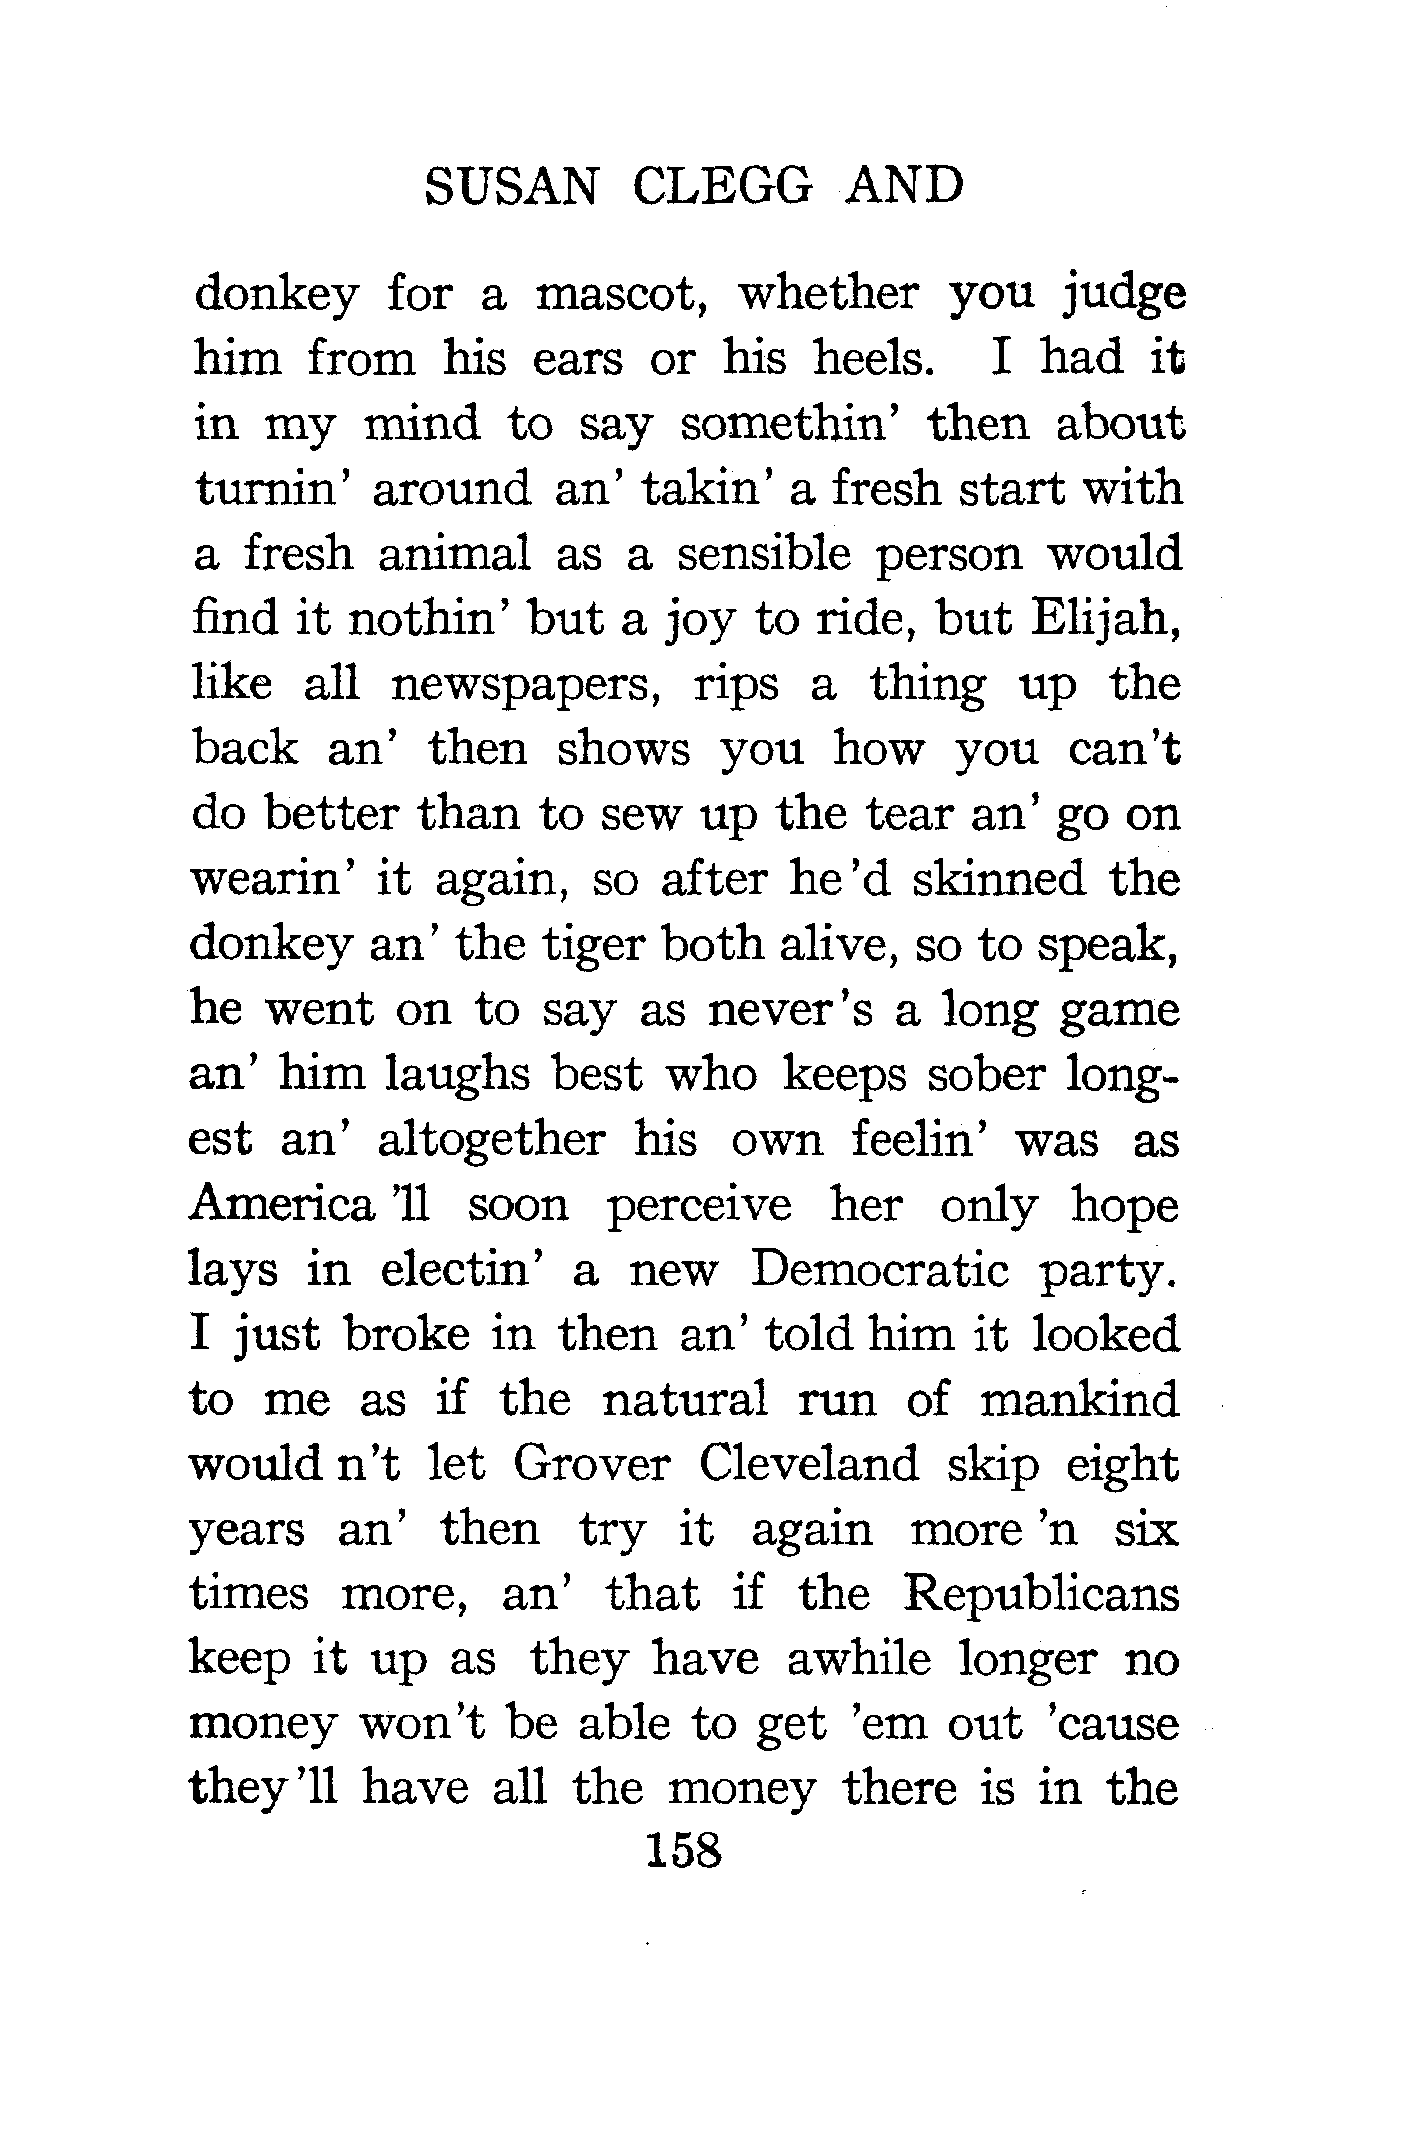 SUSAN CLEGG AND
donkey for a mascot, whether you judge
him from his ears or his heels. I had it
in my mind to say somethin' then about
turnin' around an' takin' a fresh start with
a fresh animal as a sensible person would
find it nothin' but a joy to ride, but Elijah,
like all newspapers, rips a thing up the
back an' then shows you how you can't
do better than to sew up the tear an' go on
wearin' it again, so after he 'd skinned the
donkey an' the tiger both alive, so to speak,
he went on to say as never 's a long game
an' him laughs best who keeps sober long-
est an' altogether his own feelin' was as
America 'll soon perceive her only hope
lays in electin' a new Democratic party.
I just broke in then an' told him it looked
to me as if the natural run of mankind
would n't let Grover Cleveland skip eight
years an' then try it again more 'n six
times more, an' that if the Republicans
keep it up as they have awhile longer no
money won't be able to get 'em out 'cause
they 'll have all the money there is in the
158